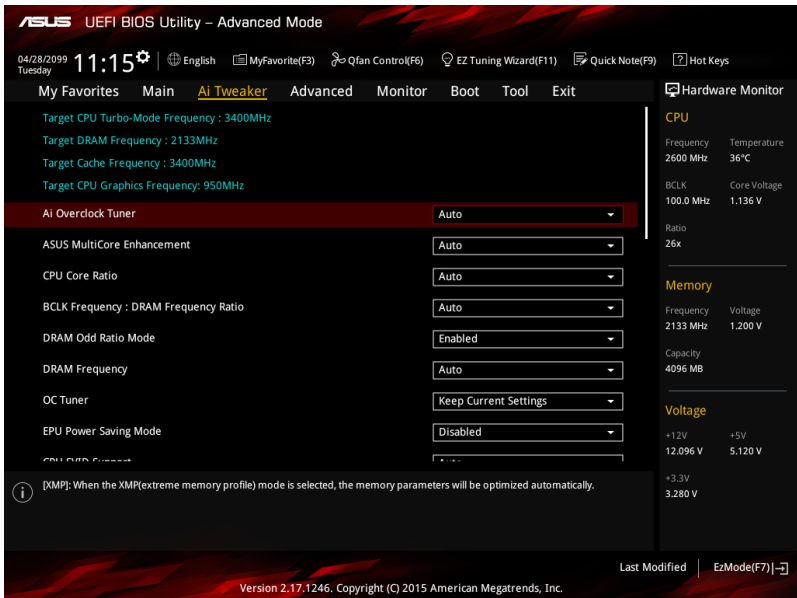 ASUS UEFI BIOS Utility – Advanced Mode
04/28/2099
Tuesday
11:15
English
MyFavorite(F3)
Qfan Control(F6)
EZ Tuning Wizard(F11)
Quick Note(F9)
? Hot Keys
My Favorites Main Ai Tweaker Advanced Monitor Boot Tool Exit
Target CPU Turbo-Mode Frequency : 3400MHz
Target DRAM Frequency : 2133MHz
Target Cache Frequency : 3400MHz
Target CPU Graphics Frequency: 950MHz
Ai Overclock Tuner Auto
ASUS MultiCore Enhancement Auto
CPU Core Ratio Auto
BCLK Frequency : DRAM Frequency Ratio Auto
DRAM Odd Ratio Mode Enabled
DRAM Frequency Auto
OC Tuner Keep Current Settings
EPU Power Saving Mode Disabled
CPU SVID Support Auto
[XMP]: When the XMP(extreme memory profile) mode is selected, the memory parameters will be optimized automatically.
Hardware Monitor
CPU
Frequency Temperature
2600 MHz 36°C
BCLK Core Voltage
100.0 MHz 1.136 V
Ratio
26x
Memory
Frequency Voltage
2133 MHz 1.200 V
Capacity
4096 MB
Voltage
+12V +5V
12.096 V 5.120 V
+3.3V
3.280 V
Last Modified
EzMode(F7)
Version 2.17.1246. Copyright (C) 2015 American Megatrends, Inc.